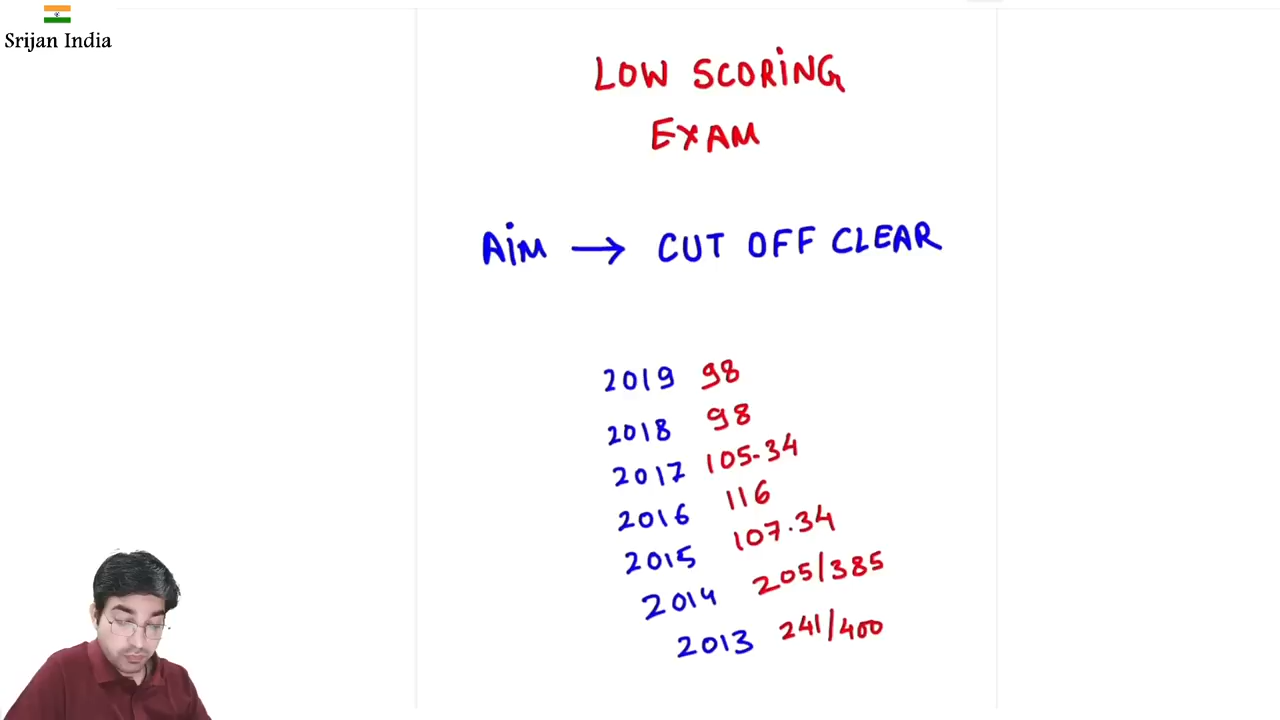 Srijan India
LOW SCORING
EXAM
AIM → CUT OFF CLEAR
2019 98
2018 98
2017 105.34
2016 116
2015 107.34
2014 205/385
2013 241/400